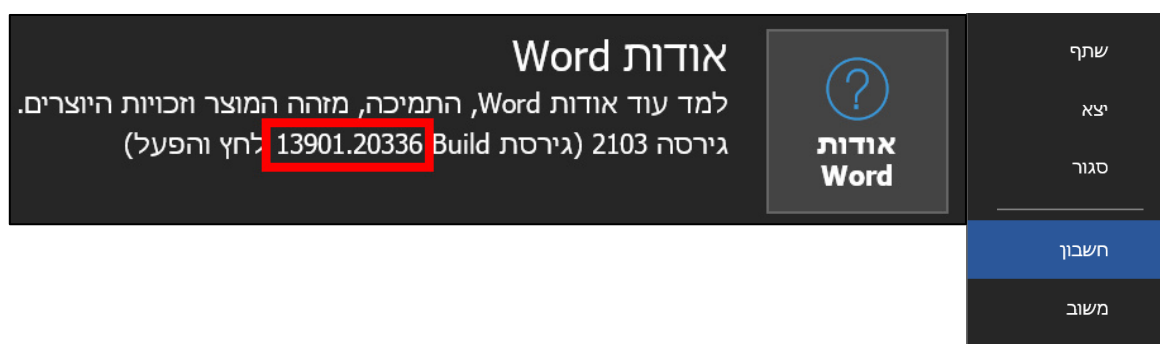 שתף
יצא
סגור
חשבון
משוב
אודות
Word
אודות Word
למד עוד אודות Word, התמיכה, מזהה המוצר וזכויות היוצרים.
גירסה 2103 (גירסת Build 13901.20336 לחץ והפעל)